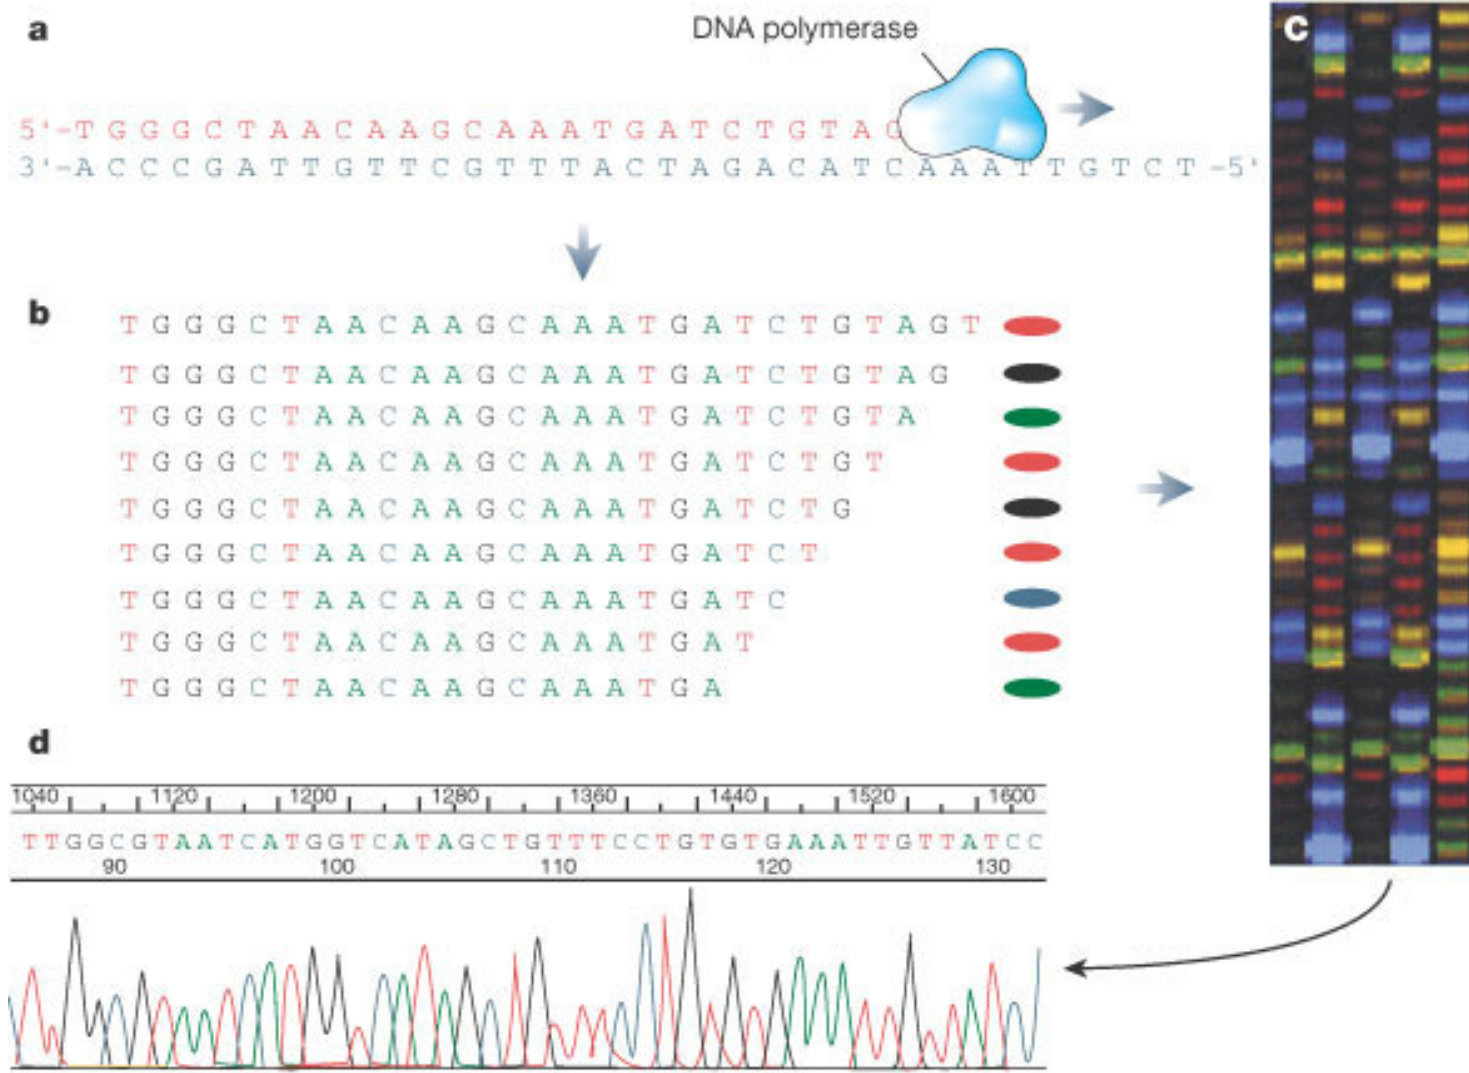 a
DNA polymerase
c
5'-TGGGCTAACAAGCAAATGATCTGTAG
3'-ACCCGATTGTTCGTTTACTAGACATCAAATTGTCT-5'
b
TGGGCTAACAAGCAAATGATCTGTAGT
TGGGCTAACAAGCAAATGATCTGTAG
TGGGCTAACAAGCAAATGATCTGTA
TGGGCTAACAAGCAAATGATCTGT
TGGGCTAACAAGCAAATGATCTG
TGGGCTAACAAGCAAATGATCT
TGGGCTAACAAGCAAATGATC
TGGGCTAACAAGCAAATGAT
TGGGCTAACAAGCAAATGA
d
1040 1120 1200 1280 1360 1440 1520 1600
TTGGCGTAATCATGGTCATAGCTGTTTCCTGTGTGAAATTGTTATCC
90 100 110 120 130